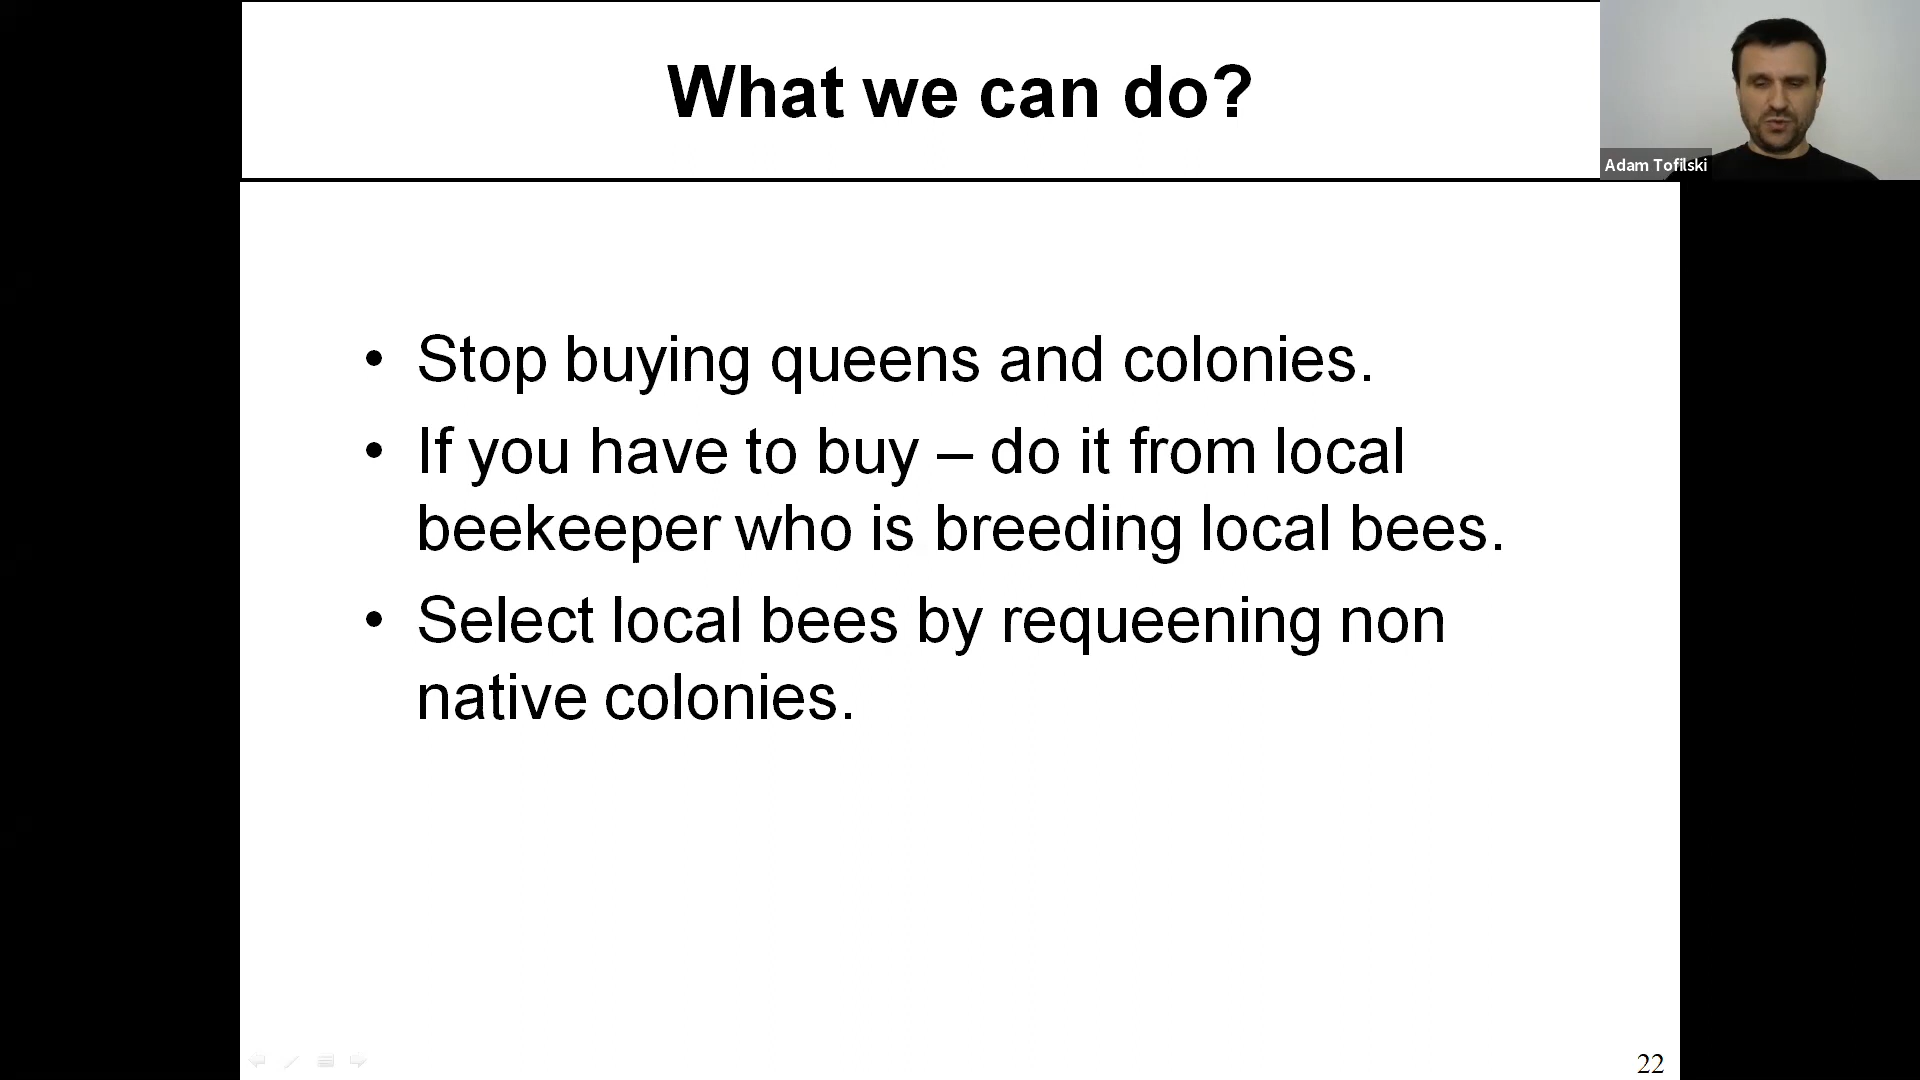 What we can do?
Adam Tofilski
• Stop buying queens and colonies.
• If you have to buy – do it from local
beekeeper who is breeding local bees.
• Select local bees by requeening non
native colonies.
22